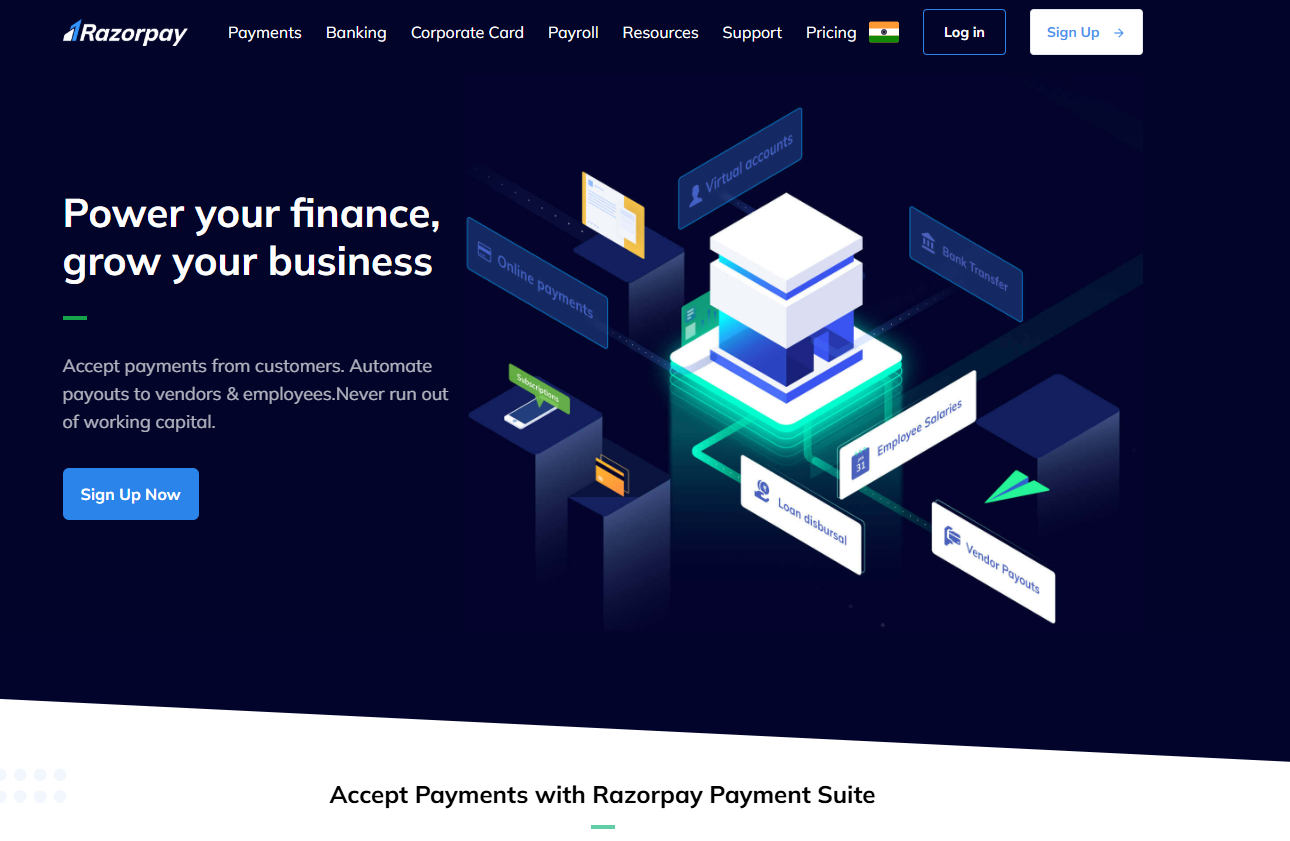 Razorpay
Payments
Banking
Corporate Card
Payroll
Resources
Support
Pricing
Log in
Sign Up
Power your finance,
grow your business
Accept payments from customers. Automate
payouts to vendors & employees.Never run out
of working capital.
Sign Up Now
Virtual accounts
Online payments
Bank Transfer
Subscriptions
Employee Salaries
31
Loan disbursal
Vendor Payouts
Accept Payments with Razorpay Payment Suite